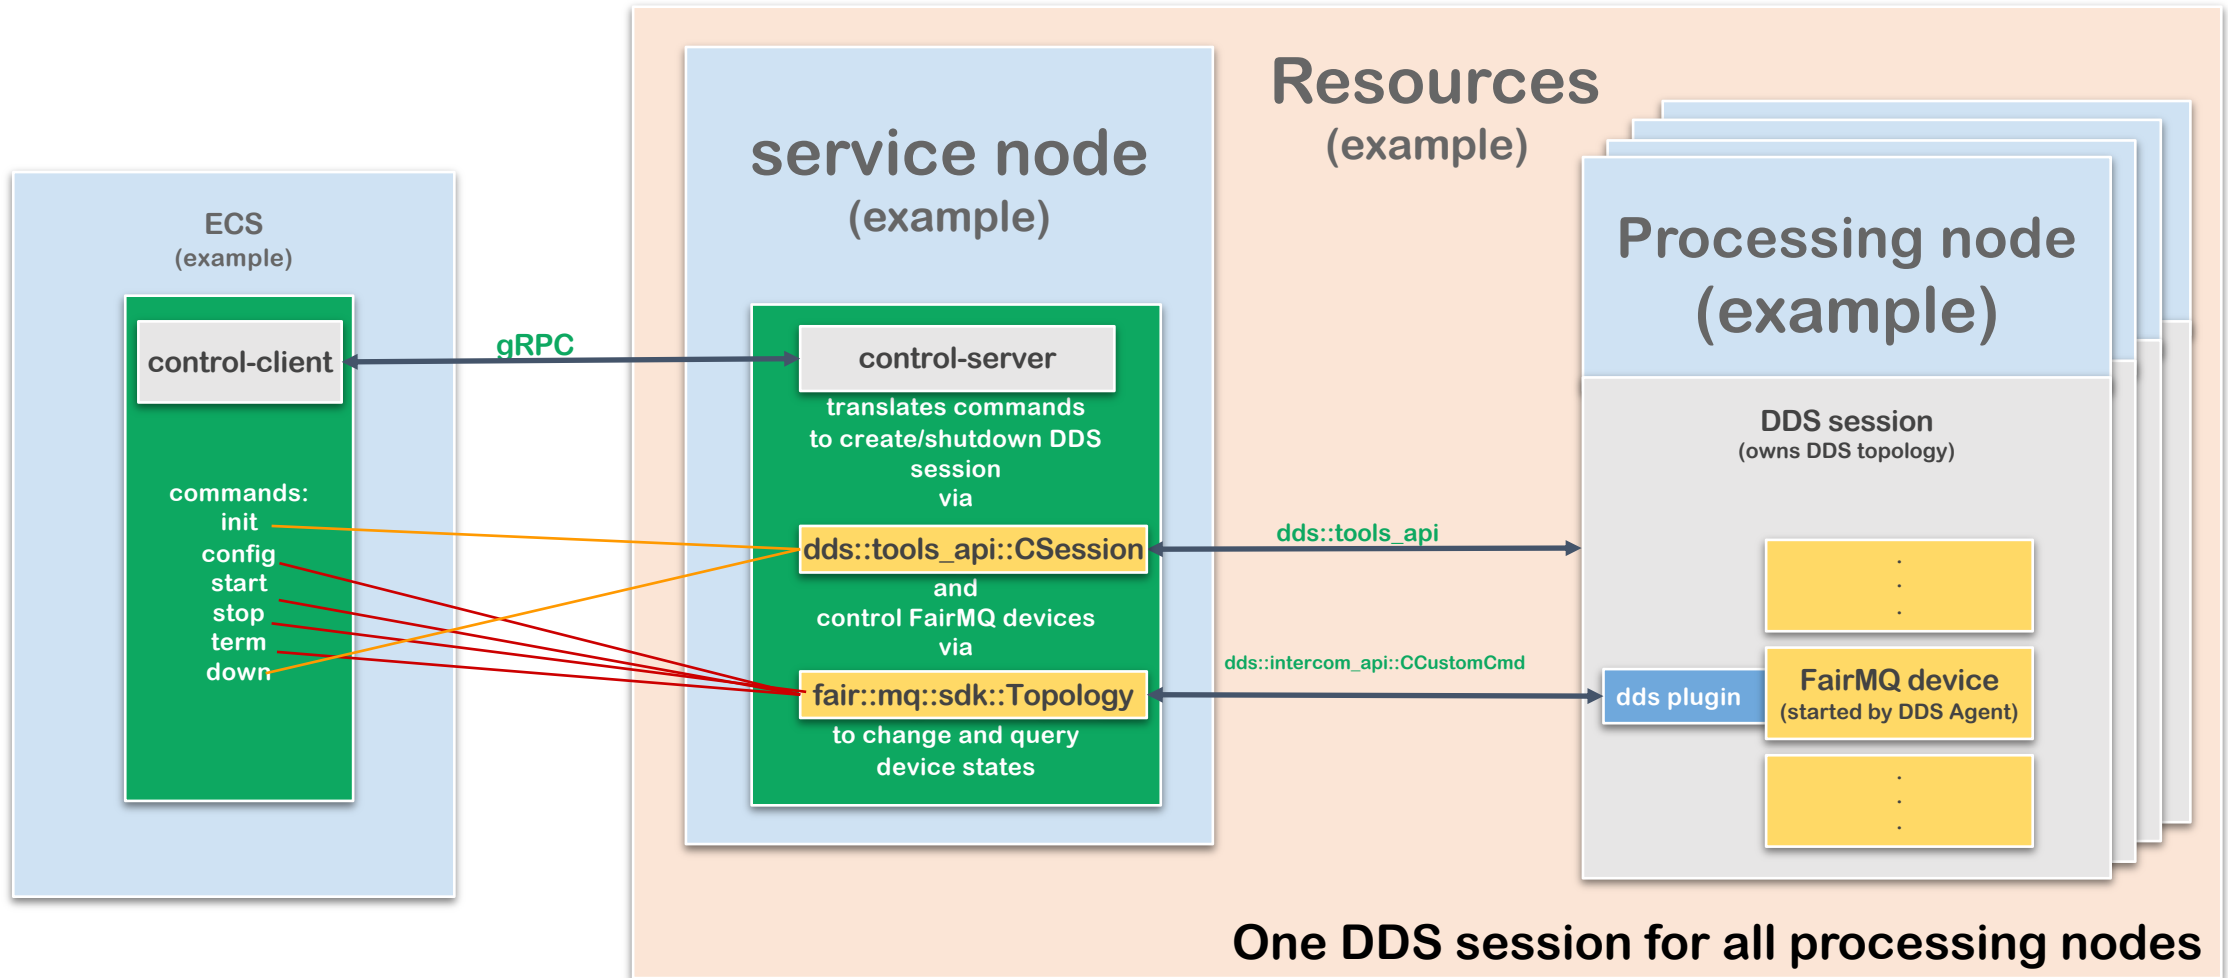 ECS
(example)
control-client
commands:
init
config
start
stop
term
down
gRPC
service node
(example)
control-server
translates commands
to create/shutdown DDS
session
via
dds::tools_api::CSession
and
control FairMQ devices
via
fair::mq::sdk::Topology
to change and query
device states
Resources
(example)
dds::tools_api
dds::intercom_api::CCustomCmd
Processing node
(example)
DDS session
(owns DDS topology)
.
.
.
dds plugin
FairMQ device
(started by DDS Agent)
.
.
.
One DDS session for all processing nodes